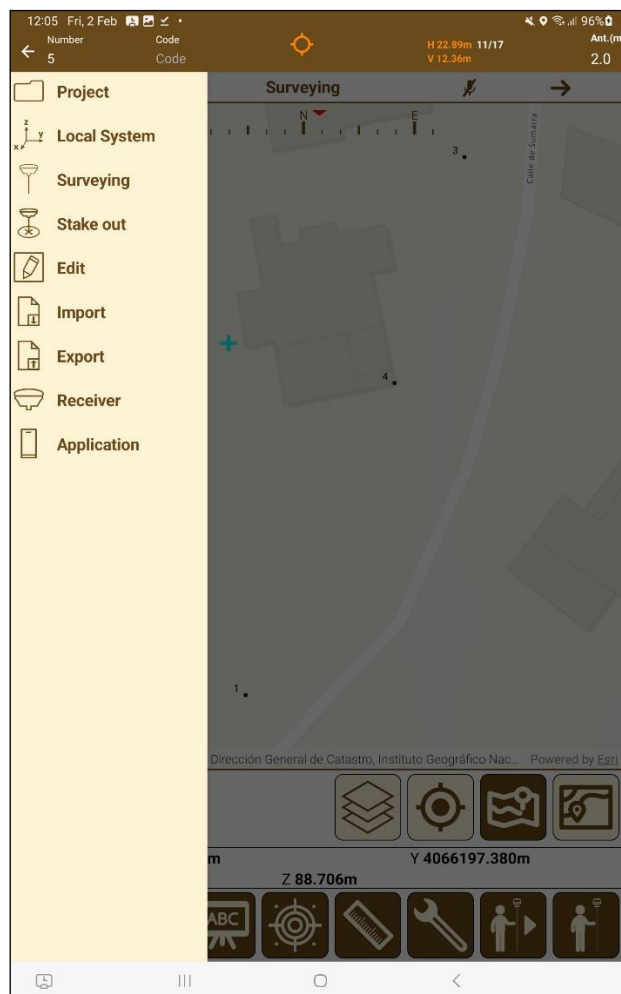 12:05 Fri, 2 Feb 96%
Number Code H 22.89m 11/17 Ant.(m
5 Code V 12.36m 2.0
Project
Local System
Surveying
Stake out
Edit
Import
Export
Receiver
Application
z
y
x
Surveying
N E
3
Calle de Sumatra
4
1
Dirección General de Catastro, Instituto Geográfico Nac... Powered by Esri
m Y 4066197.380m
Z 88.706m
ABC